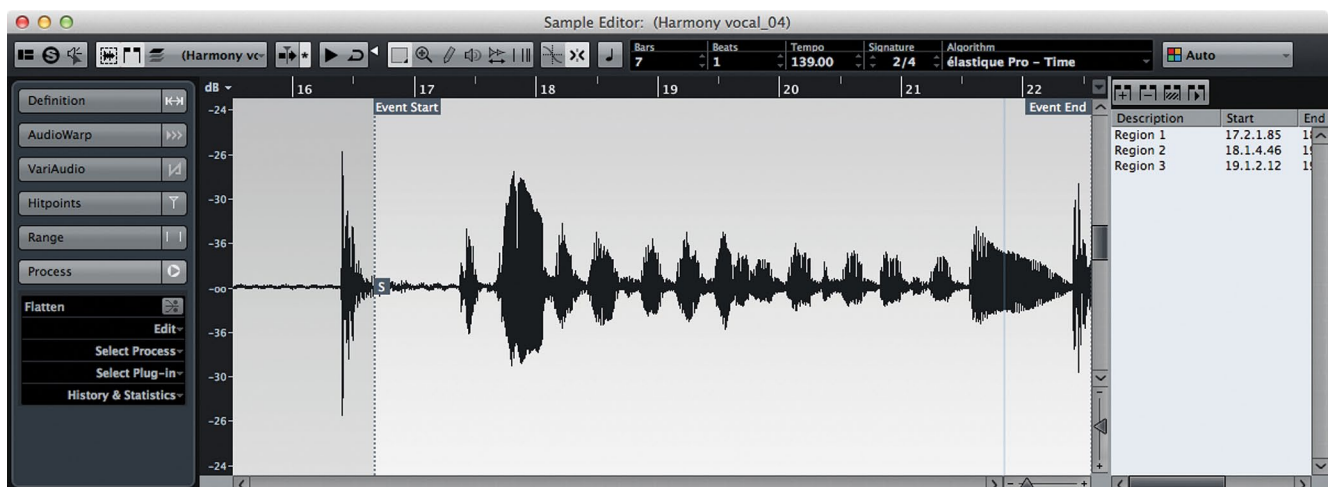 Sample Editor: (Harmony vocal_04)
(Harmony vc
Bars
7
Beats
1
Tempo
139.00
Signature
2/4
Algorithm
élastique Pro – Time
Auto
Definition
AudioWarp
VariAudio
Hitpoints
Range
Process
Flatten
Edit
Select Process
Select Plug-in
History & Statistics
dB
16
17
18
19
20
21
22
Event Start
Event End
-24
-26
-30
-36
-oo
-36
-30
-26
-24
S
Description Start End
Region 1 17.2.1.85
Region 2 18.1.4.46
Region 3 19.1.2.12